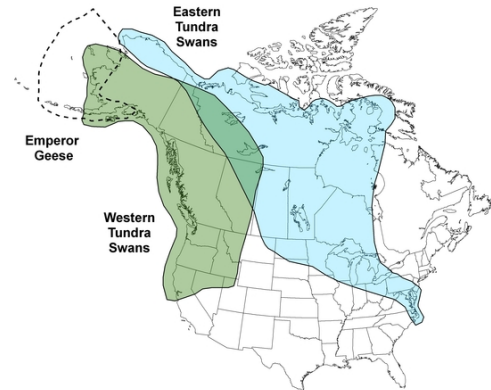 Eastern
Tundra
Swans
Emperor
Geese
Western
Tundra
Swans